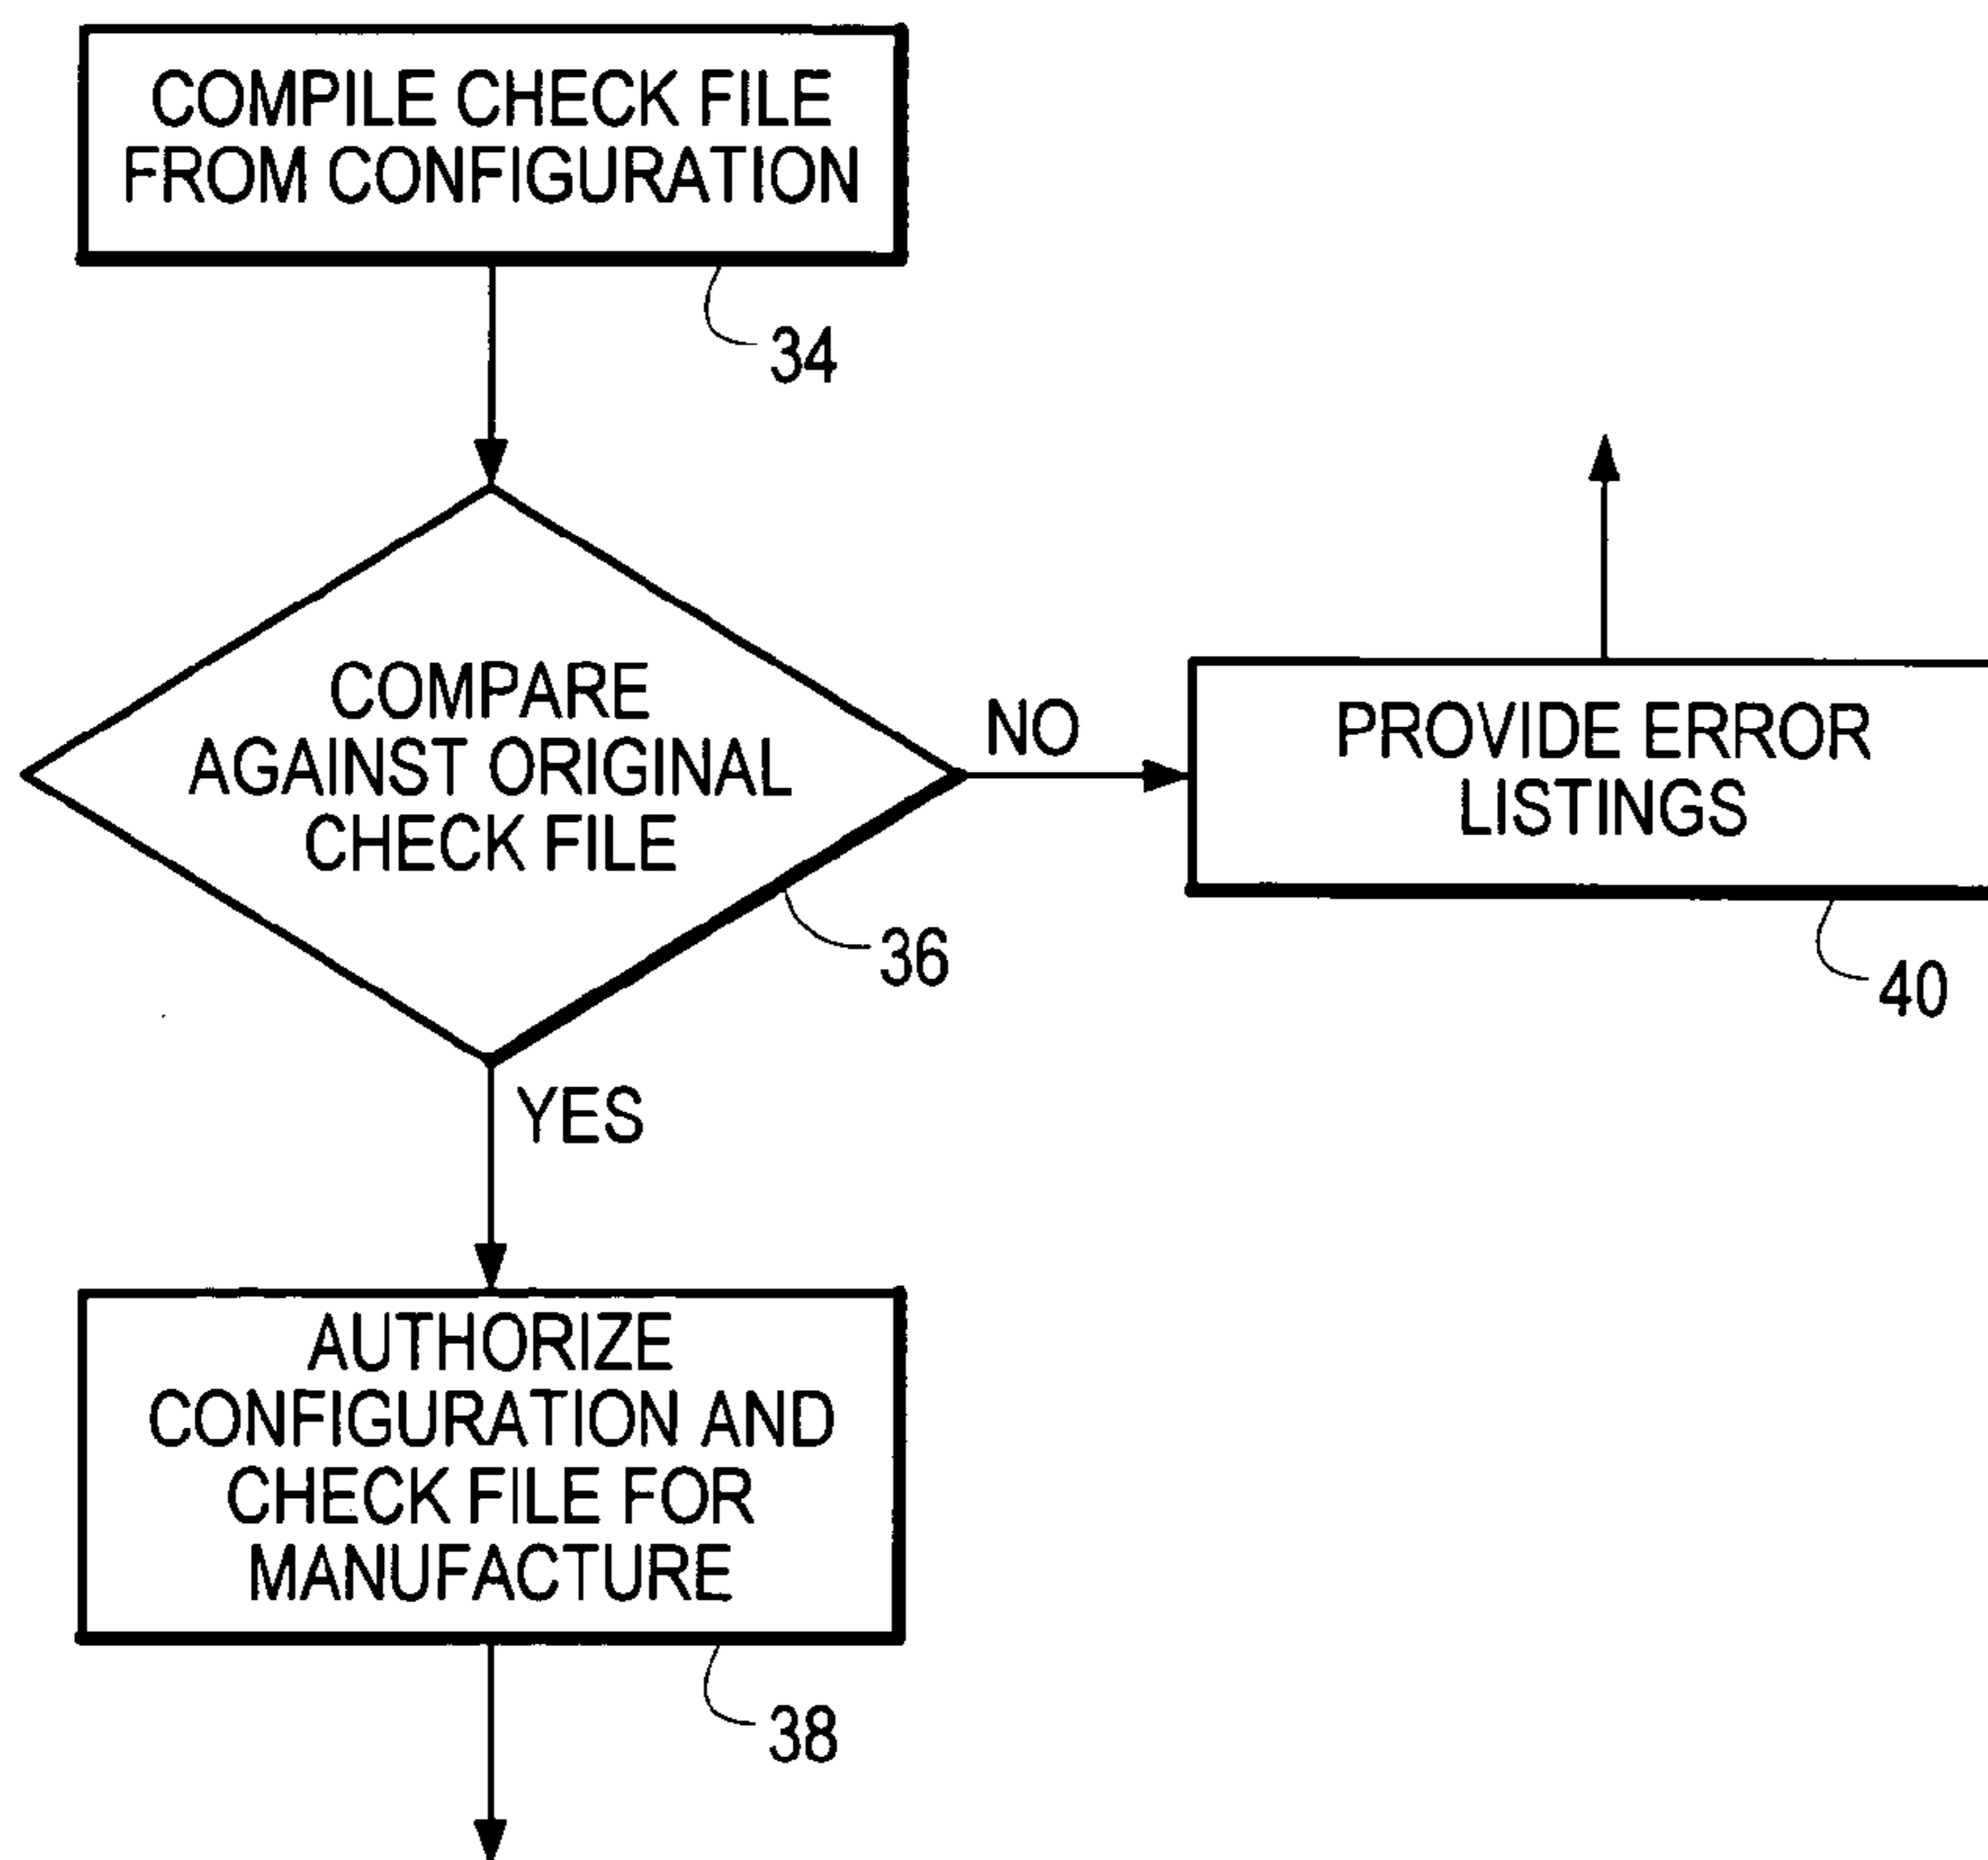 COMPILE CHECK FILE
FROM CONFIGURATION
34
COMPARE
AGAINST ORIGINAL
CHECK FILE
NO
36
YES
PROVIDE ERROR
LISTINGS
40
AUTHORIZE
CONFIGURATION AND
CHECK FILE FOR
MANUFACTURE
38